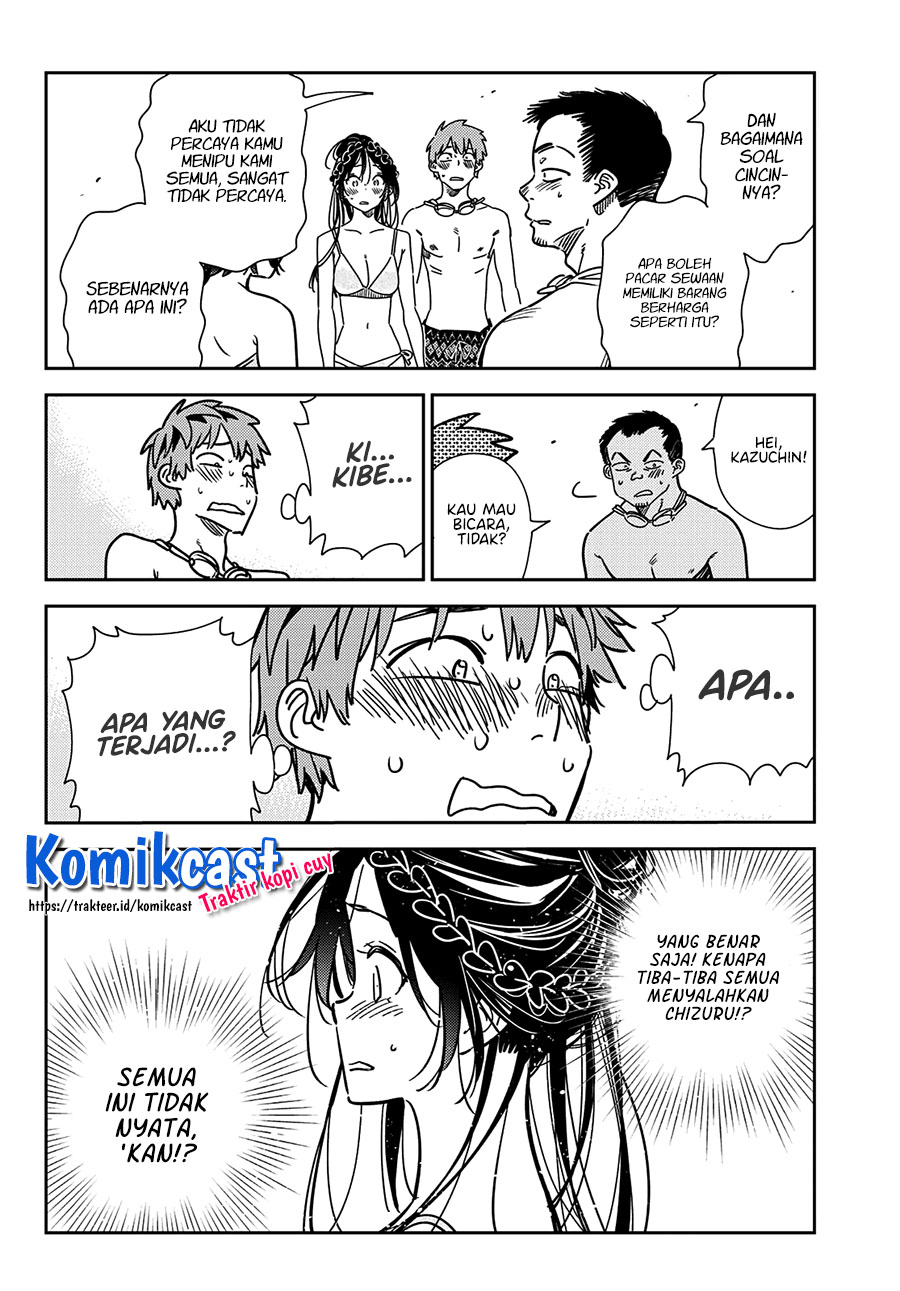 AKU TIDAK
PERCAYA KAMU
MENIPU KAMI
SEMUA, SANGAT
TIDAK PERCAYA.
SEBENARNYA
ADA APA INI?
DAN
BAGAIMANA
SOAL
CINCIN-
NYA?
APA BOLEH
PACAR SEWAAN
MEMILIKI BARANG
BERHARGA
SEPERTI ITU?
KI...
KIBE...
HEI,
KAZUCHIN!
KAU MAU
BICARA,
TIDAK?
APA YANG
TERJADI...?
APA..
Komikcast
Traktir kopi cuy
https://trakteer.id/komikcast
YANG BENAR
SAJA! KENAPA
TIBA-TIBA SEMUA
MENYALAHKAN
CHIZURU!?
SEMUA
INI TIDAK
NYATA,
'KAN!?